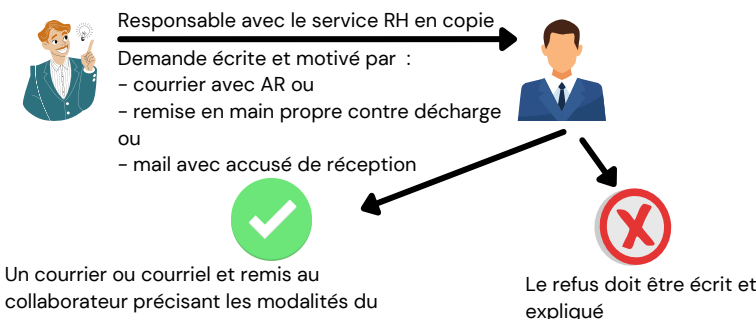 Responsable avec le service RH en copie
Demande écrite et motivé par :
- courrier avec AR ou
- remise en main propre contre décharge
ou
- mail avec accusé de réception
Un courrier ou courriel et remis au
collaborateur précisant les modalités du
Le refus doit être écrit et
expliqué